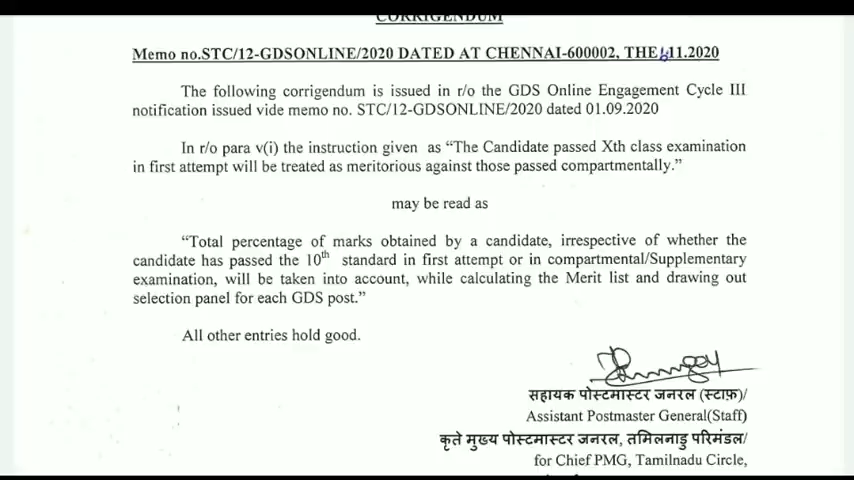 CORRIGENDUM
Memo no.STC/12-GDSONLINE/2020 DATED AT CHENNAI-600002, THE 11.2020
The following corrigendum is issued in r/o the GDS Online Engagement Cycle III
notification issued vide memo no. STC/12-GDSONLINE/2020 dated 01.09.2020
In r/o para v(i) the instruction given as “The Candidate passed Xth class examination
in first attempt will be treated as meritorious against those passed compartmentally.”
may be read as
“Total percentage of marks obtained by a candidate, irrespective of whether the
candidate has passed the 10th standard in first attempt or in compartmental/Supplementary
examination, will be taken into account, while calculating the Merit list and drawing out
selection panel for each GDS post.”
All other entries hold good.
सहायक पोस्टमास्टर जनरल (स्टाफ़)/
Assistant Postmaster General(Staff)
कृते मुख्य पोस्टमास्टर जनरल, तमिलनाडु परिमंडल/
for Chief PMG, Tamilnadu Circle,